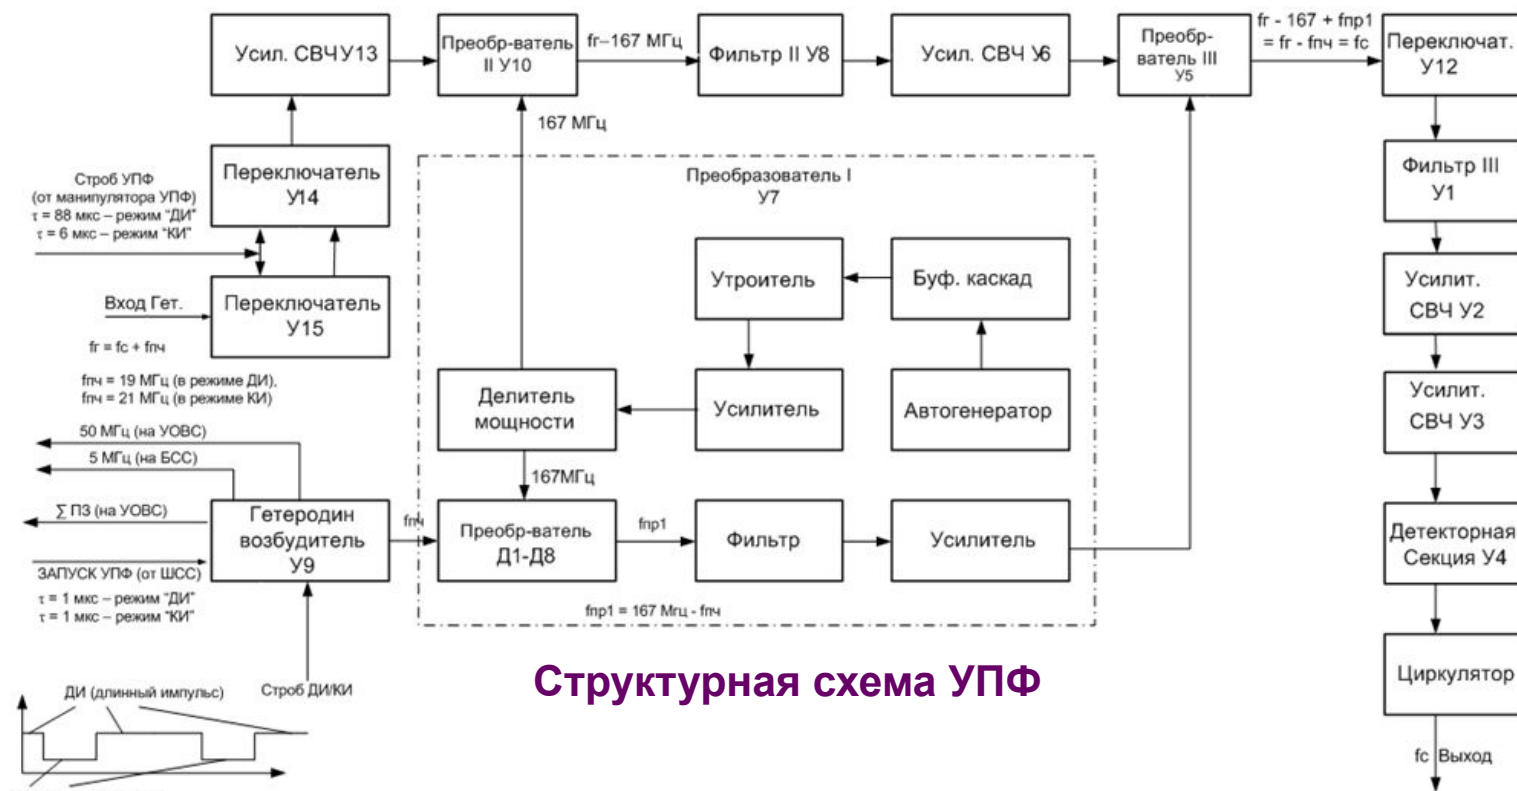 Усил. СВЧ У13
Преобр-ватель
II У10
fг–167 МГц
Фильтр II У8
Усил. СВЧ У6
Преобр-
ватель III
У5
fг - 167 + fпр1
= fг - fпч = fс
Переключат.
У12
167 МГц
Строб УПФ
(от манипулятора УПФ)
τ = 88 мкс – режим "ДИ"
τ = 6 мкс – режим "КИ"
Переключатель
У14
Преобразователь I
У7
Фильтр III
У1
Вход Гет.
Переключатель
У15
Утроитель
Буф. каскад
Усилит.
СВЧ У2
fг = fс + fпч
fпч = 19 МГц (в режиме ДИ),
fпч = 21 МГц (в режиме КИ)
Делитель
мощности
Усилитель
Автогенератор
Усилит.
СВЧ У3
50 МГц (на УОВС)
5 МГц (на БСС)
167МГц
∑ ПЗ (на УОВС)
Гетеродин
возбудитель
У9
fпч
Преобр-ватель
Д1-Д8
fпр1
Фильтр
Усилитель
Детекторная
Секция У4
ЗАПУСК УПФ (от ШСС)
τ = 1 мкс – режим "ДИ"
τ = 1 мкс – режим "КИ"
fпр1 = 167 Мгц - fпч
Структурная схема УПФ
Циркулятор
ДИ (длинный импульс)
Строб ДИ/КИ
fс Выход